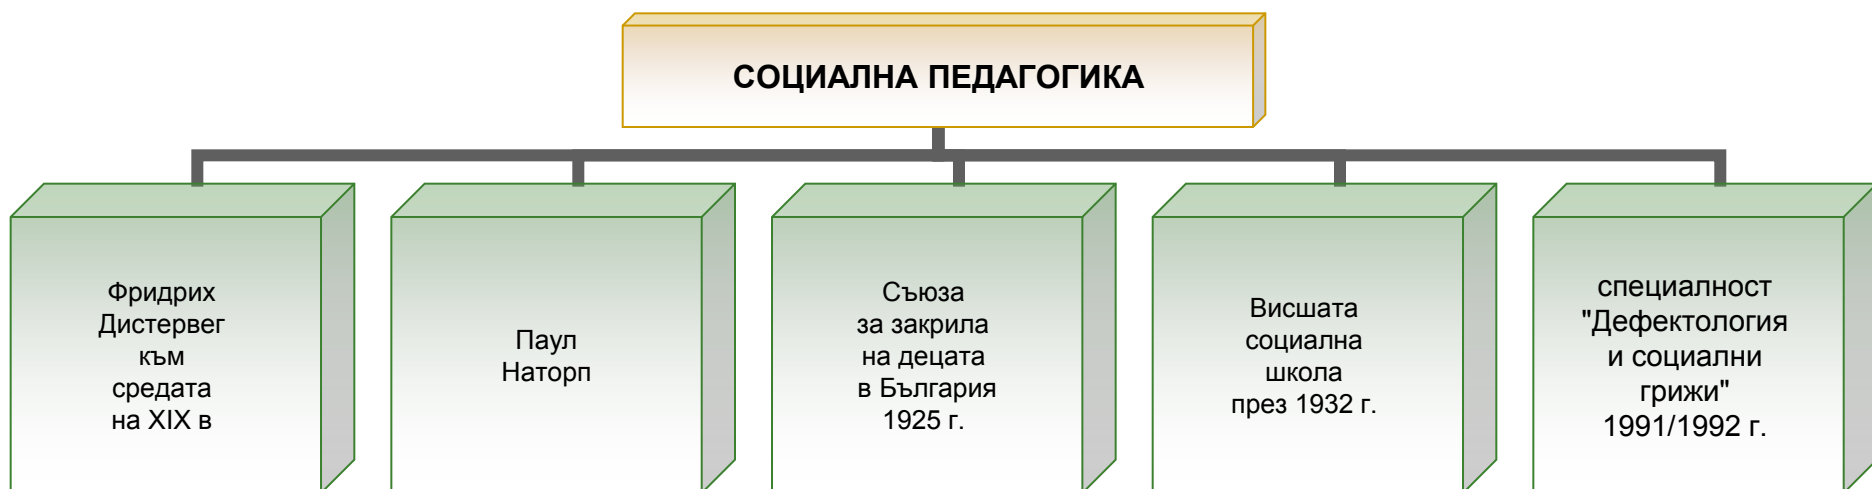 СОЦИАЛНА ПЕДАГОГИКА
Фридрих
Дистервег
към
средата
на XIX в
Паул
Наторп
Съюза
за закрила
на децата
в България
1925 г.
Висшата
социална
школа
през 1932 г.
специалност
"Дефектология
и социални
грижи"
1991/1992 г.